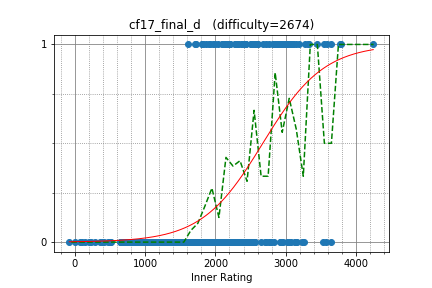 cf17_final_d (difficulty=2674)
1
0
0 1000 2000 3000 4000
Inner Rating